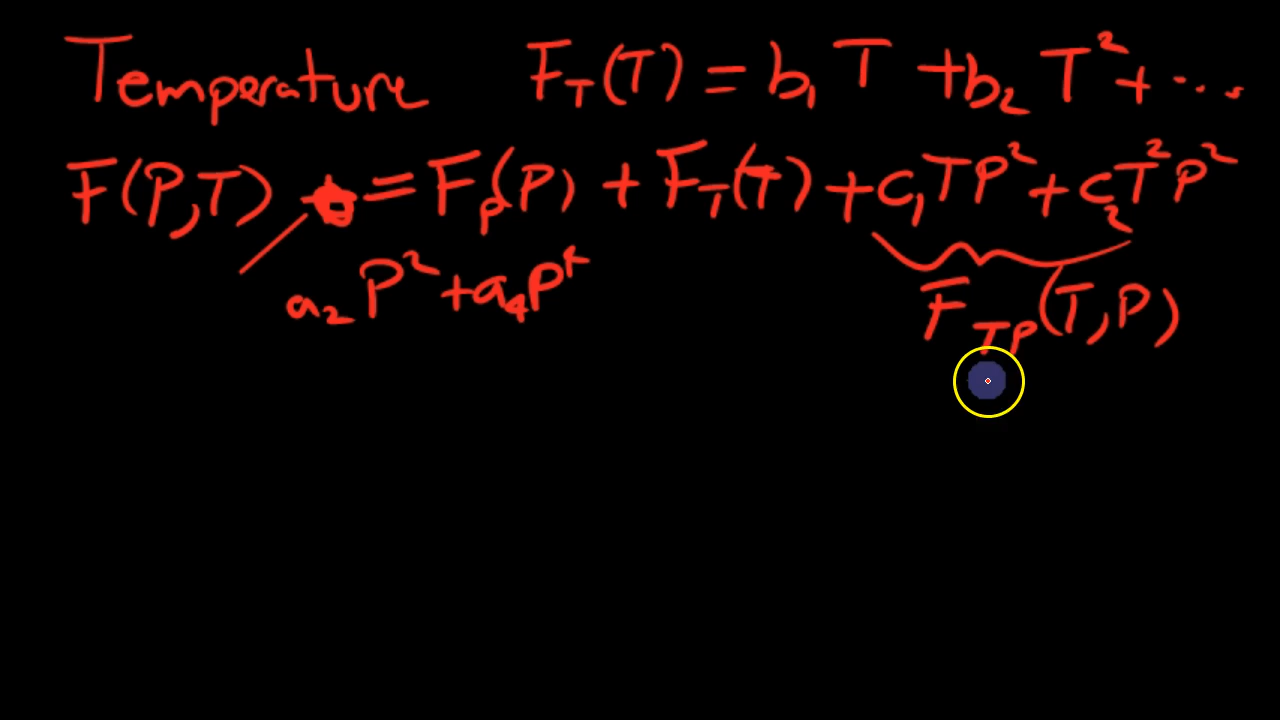 Temperature F_T(T) = b_1 T + b_2 T^2 + ...
F(P,T) = F_P(P) + F_T(T) + c_1 T P^2 + c_2 T^2 P^2
a_2 P^2 + a_4 P^4
F_TP(T,P)